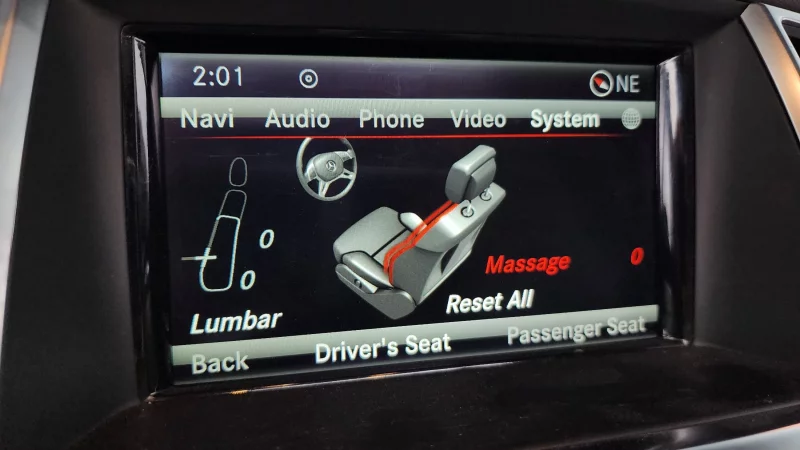 2:01 NE
Navi Audio Phone Video System
0
0
Massage 0
Reset All
Lumbar
Back Driver's Seat Passenger Seat